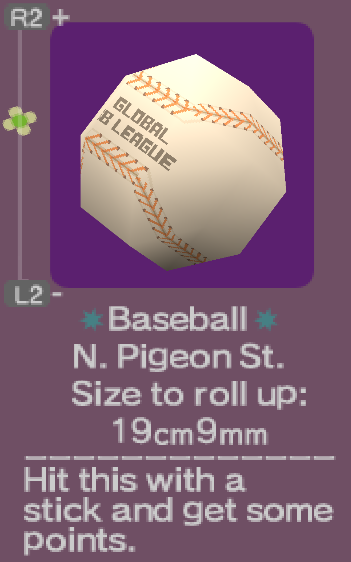 R2 +
GLOBAL
B LEAGUE
L2 -
Baseball
N. Pigeon St.
Size to roll up:
19cm9mm
Hit this with a
stick and get some
points.